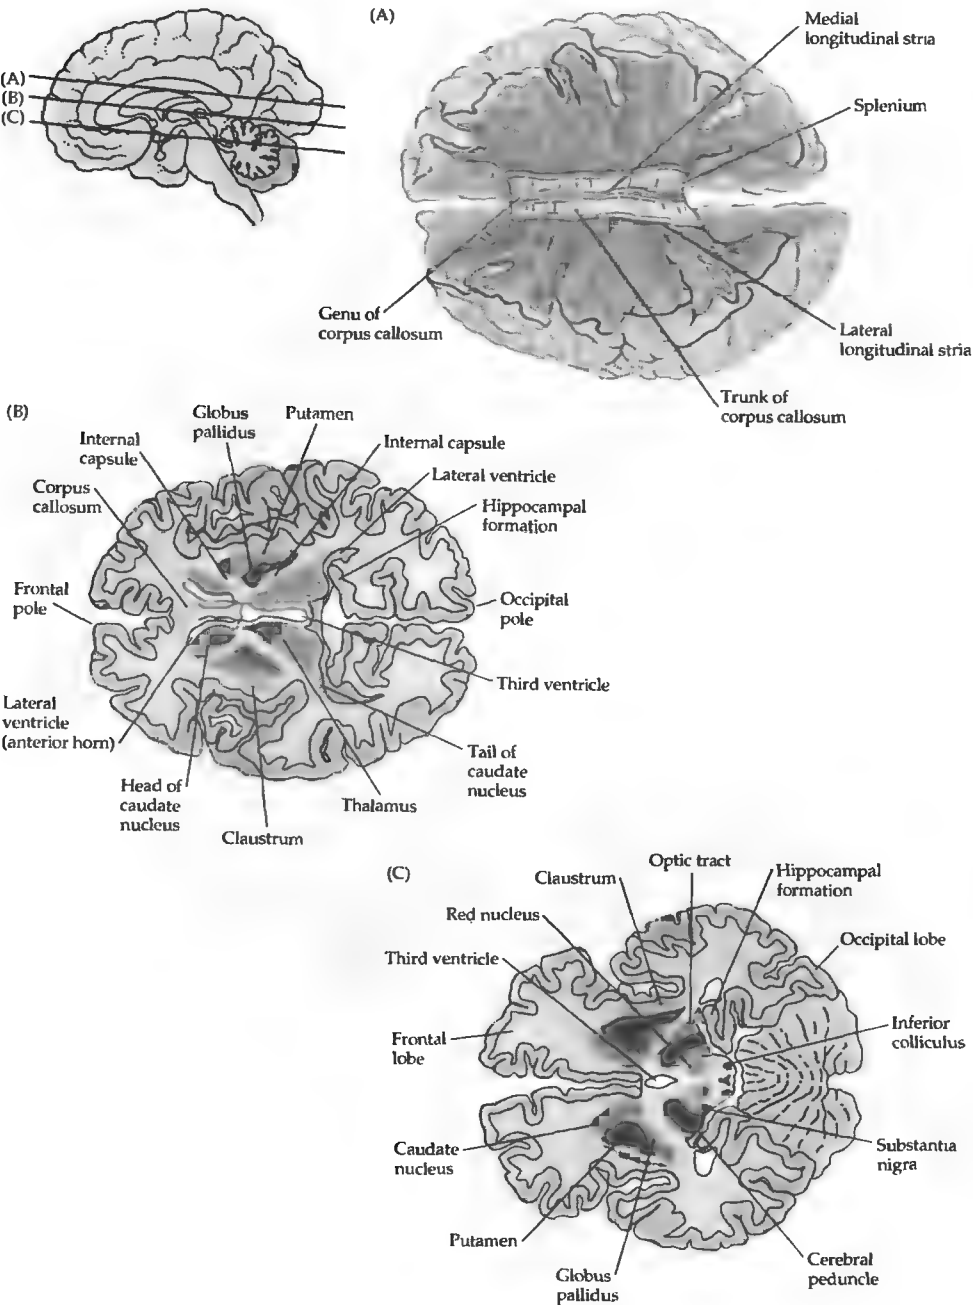 (A)
(B)
(C)
(A)
Medial
longitudinal stria
Splenium
Genu of
corpus callosum
Lateral
longitudinal stria
Trunk of
corpus callosum
(B)
Globus
pallidus
Putamen
Internal
capsule
Internal capsule
Lateral ventricle
Corpus
callosum
Hippocampal
formation
Frontal
pole
Occipital
pole
Third ventricle
Lateral
ventricle
(anterior horn)
Tail of
caudate
nucleus
Head of
caudate
nucleus
Thalamus
Claustrum
(C)
Optic tract
Claustrum
Hippocampal
formation
Red nucleus
Occipital lobe
Third ventricle
Inferior
colliculus
Frontal
lobe
Caudate
nucleus
Substantia
nigra
Putamen
Cerebral
peduncle
Globus
pallidus